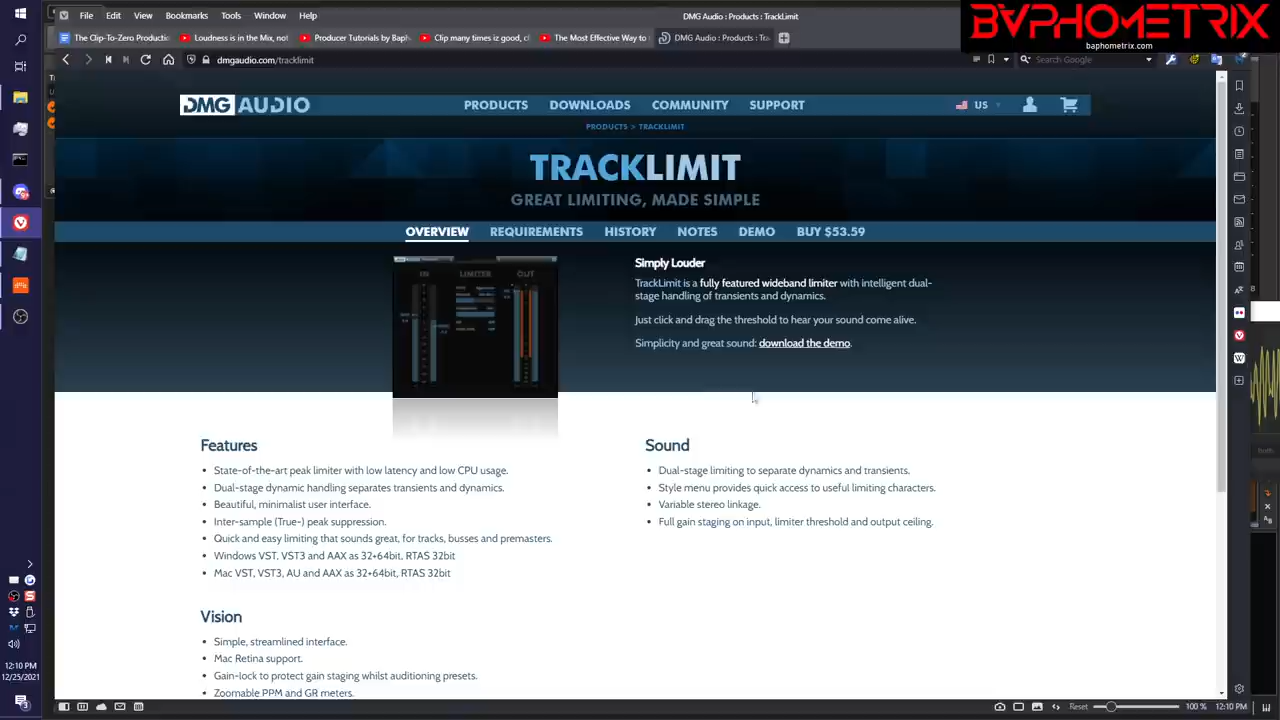 File Edit Bookmarks Tools Window Help
DMG Audio : Products : TrackLimit
BAPHOMETRIX
baphometrix.com
The Clip-To-Zero Productio
Loudness is in the Mix, not
Producer Tutorials by Baph
Clip many times iz good, c
The Most Effective Way to
DMG Audio : Products : Tra
dmgaudio.com/tracklimit
Search Google
DMG AUDIO
PRODUCTS DOWNLOADS COMMUNITY SUPPORT
US
PRODUCTS > TRACKLIMIT
TRACKLIMIT
GREAT LIMITING, MADE SIMPLE
OVERVIEW REQUIREMENTS HISTORY NOTES DEMO BUY $53.59
IN LIMITER OUT
Simply Louder
TrackLimit is a fully featured wideband limiter with intelligent dual-
stage handling of transients and dynamics.
Just click and drag the threshold to hear your sound come alive.
Simplicity and great sound: download the demo.
Features
State-of-the-art peak limiter with low latency and low CPU usage.
Dual-stage dynamic handling separates transients and dynamics.
Beautiful, minimalist user interface.
Inter-sample (True-) peak suppression.
Quick and easy limiting that sounds great, for tracks, busses and premasters.
Windows VST, VST3 and AAX as 32+64bit, RTAS 32bit
Mac VST, VST3, AU and AAX as 32+64bit, RTAS 32bit
Sound
Dual-stage limiting to separate dynamics and transients.
Style menu provides quick access to useful limiting characters.
Variable stereo linkage.
Full gain staging on input, limiter threshold and output ceiling.
Vision
Simple, streamlined interface.
Mac Retina support.
Gain-lock to protect gain staging whilst auditioning presets.
Zoomable PPM and GR meters.
12:10 PM
12/25/2021
Reset 100 % 12:10 PM